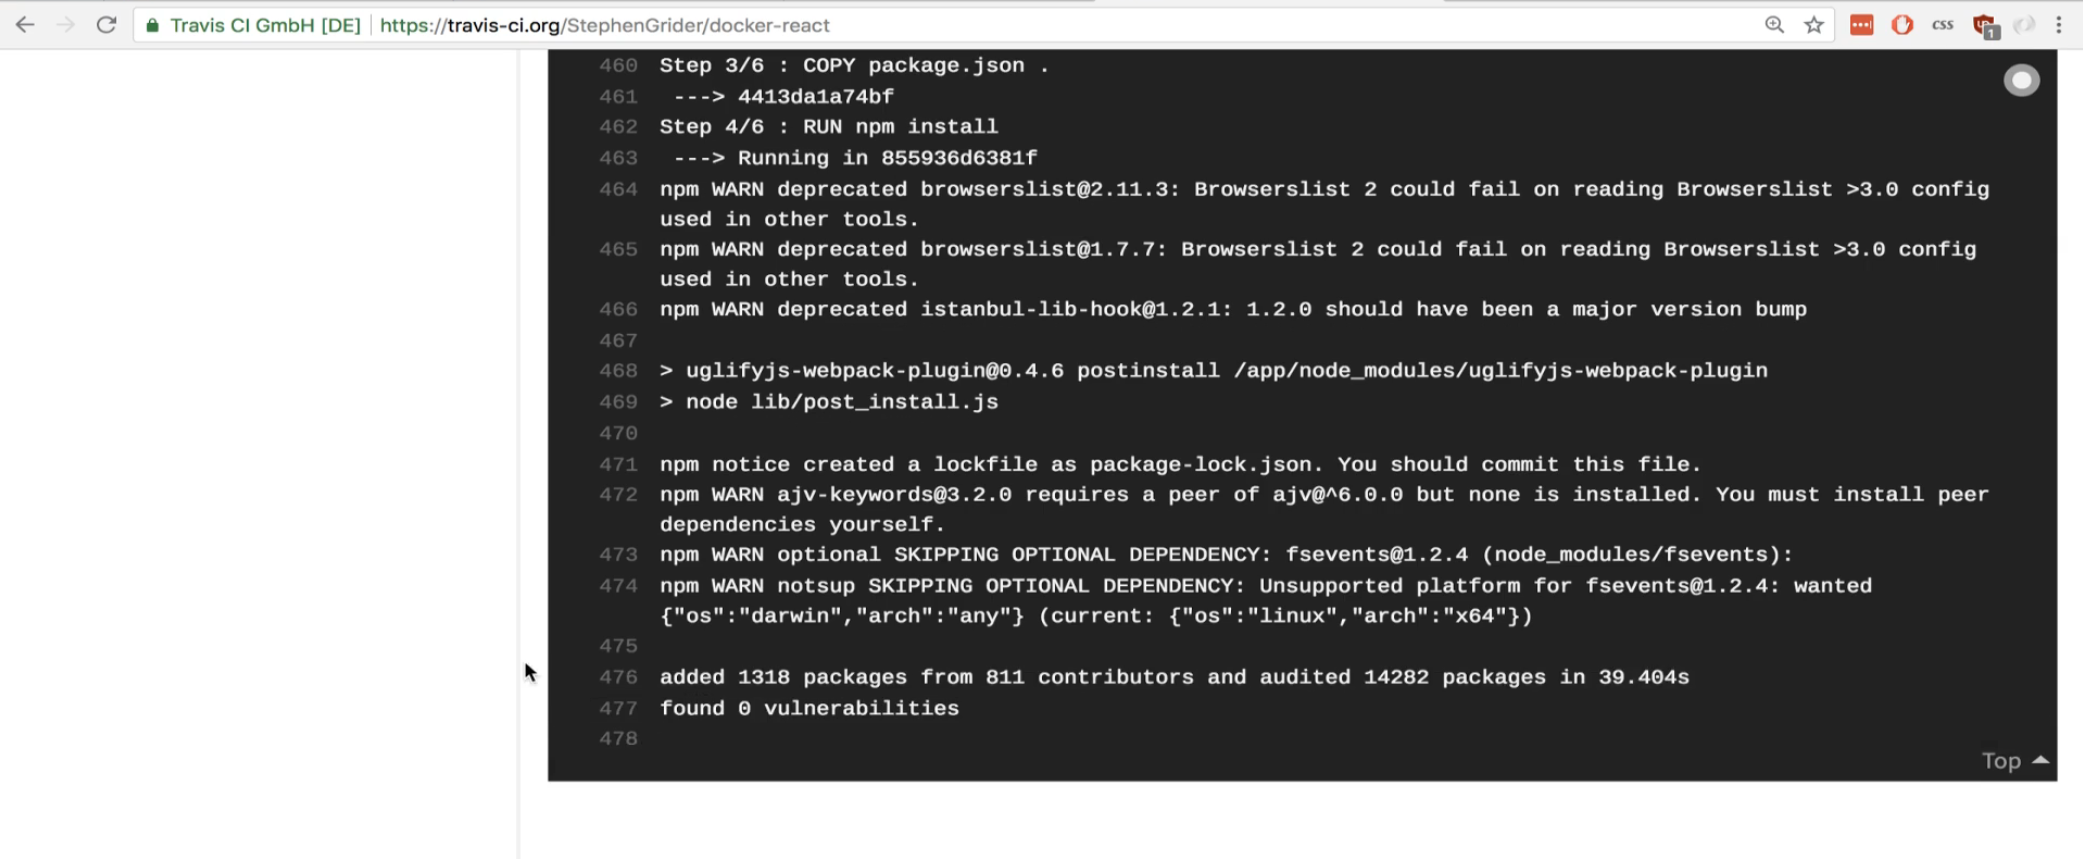 Travis CI GmbH [DE] https://travis-ci.org/StephenGrider/docker-react css 1
460 Step 3/6 : COPY package.json .
461 ---> 4413da1a74bf
462 Step 4/6 : RUN npm install
463 ---> Running in 855936d6381f
464 npm WARN deprecated browserslist@2.11.3: Browserslist 2 could fail on reading Browserslist >3.0 config
used in other tools.
465 npm WARN deprecated browserslist@1.7.7: Browserslist 2 could fail on reading Browserslist >3.0 config
used in other tools.
466 npm WARN deprecated istanbul-lib-hook@1.2.1: 1.2.0 should have been a major version bump
467
468 > uglifyjs-webpack-plugin@0.4.6 postinstall /app/node_modules/uglifyjs-webpack-plugin
469 > node lib/post_install.js
470
471 npm notice created a lockfile as package-lock.json. You should commit this file.
472 npm WARN ajv-keywords@3.2.0 requires a peer of ajv@^6.0.0 but none is installed. You must install peer
dependencies yourself.
473 npm WARN optional SKIPPING OPTIONAL DEPENDENCY: fsevents@1.2.4 (node_modules/fsevents):
474 npm WARN notsup SKIPPING OPTIONAL DEPENDENCY: Unsupported platform for fsevents@1.2.4: wanted
{"os":"darwin","arch":"any"} (current: {"os":"linux","arch":"x64"})
475
476 added 1318 packages from 811 contributors and audited 14282 packages in 39.404s
477 found 0 vulnerabilities
478
Top